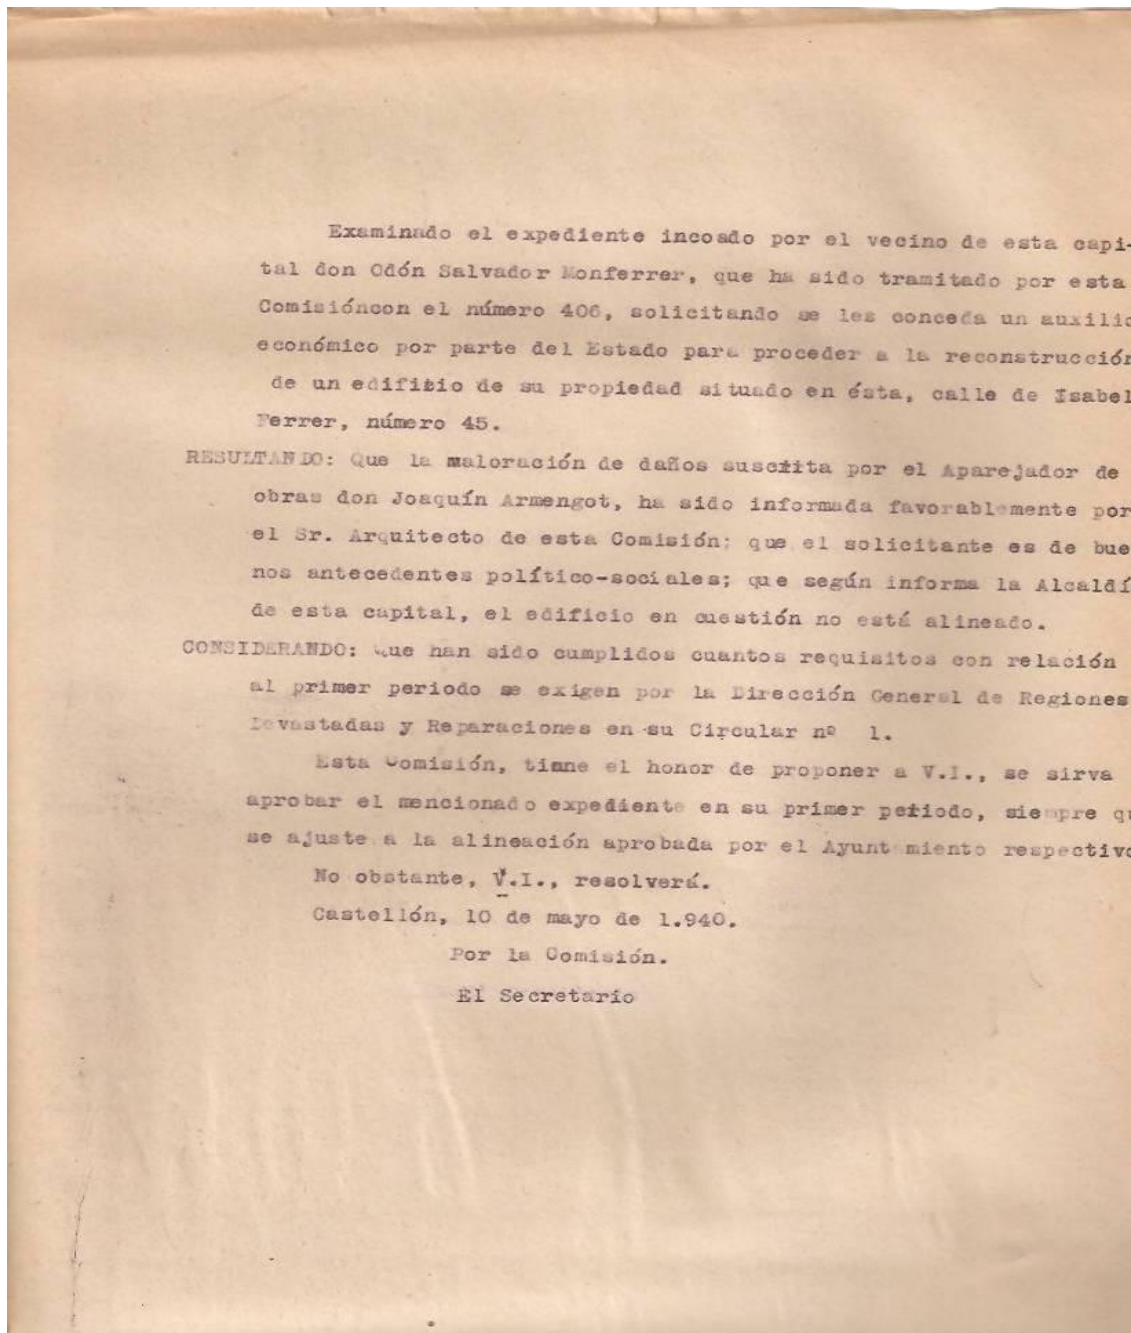 Examinado el expediente incoado por el vecino de esta capi-
tal don Odón Salvador Monferrer, que ha sido tramitado por esta
Comisióncon el número 406, solicitando se les conceda un auxilio
económico por parte del Estado para proceder a la reconstrucción
de un edifitio de su propiedad situado en ésta, calle de Isabel
Ferrer, número 45.
RESULTANDO: Que la maloración de daños suscrita por el Aparejador de
obras don Joaquín Armengot, ha sido informada favorablemente por
el Sr. Arquitecto de esta Comisión; que el solicitante es de bue
nos antecedentes político-sociales; que según informa la Alcaldí
de esta capital, el edificio en cuestión no está alineado.
CONSIDERANDO: Que han sido cumplidos cuantos requisitos con relación
al primer periodo se exigen por la Dirección General de Regiones
Devastadas y Reparaciones en su Circular nº 1.
Esta Comisión, tiene el honor de proponer a V.I., se sirva
aprobar el mencionado expediente en su primer periodo, siempre qu
se ajuste a la alineación aprobada por el Ayuntamiento respectivo
No obstante, V.I., resolverá.
Castellón, 10 de mayo de 1.940.
Por la Comisión.
El Secretario